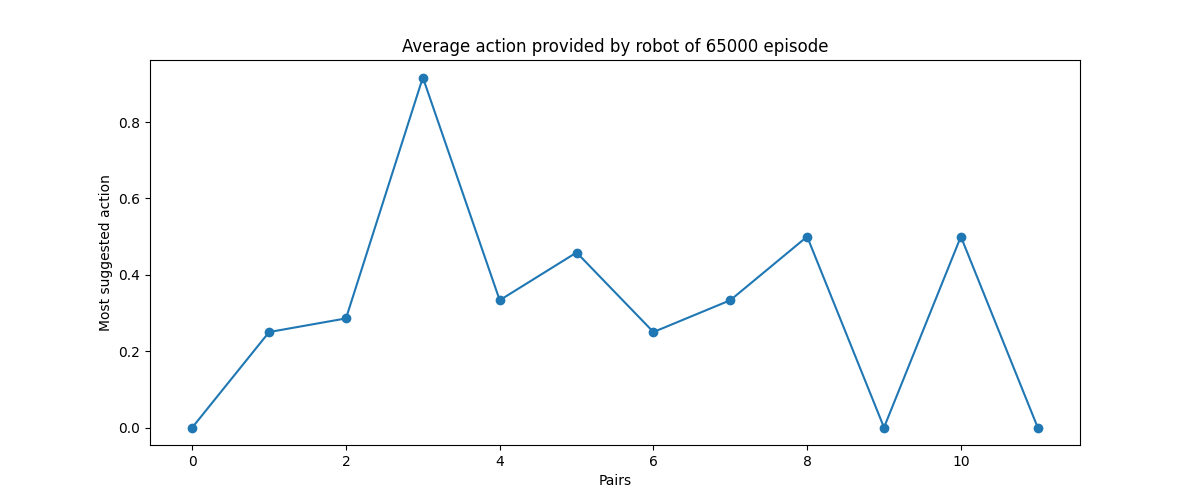 Average action provided by robot of 65000 episode
Most suggested action
0.8
0.6
0.4
0.2
0.0
0 2 4 6 8 10
Pairs